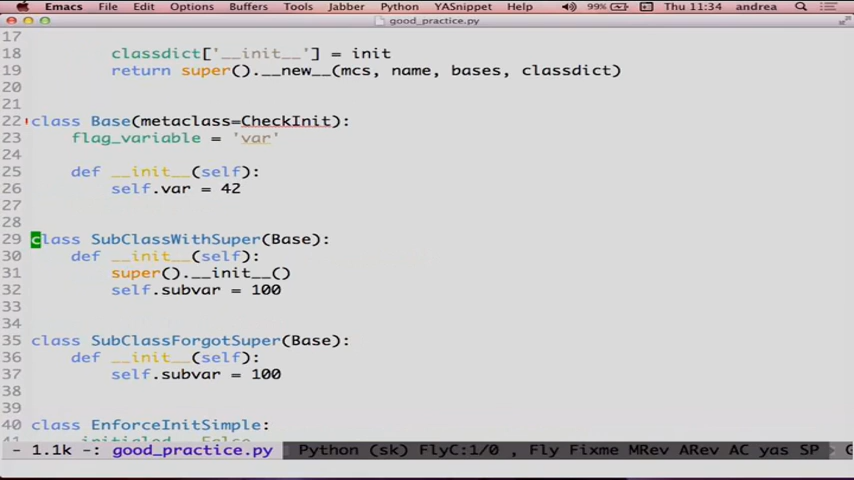 Emacs File Edit Options Buffers Tools Jabber Python YASnippet Help 99% Thu 11:34 andrea
good_practice.py
17
18 classdict['__init__'] = init
19 return super().__new__(mcs, name, bases, classdict)
20
21
22 class Base(metaclass=CheckInit):
23 flag_variable = 'var'
24
25 def __init__(self):
26 self.var = 42
27
28
29 class SubClassWithSuper(Base):
30 def __init__(self):
31 super().__init__()
32 self.subvar = 100
33
34
35 class SubClassForgotSuper(Base):
36 def __init__(self):
37 self.subvar = 100
38
39
40 class EnforceInitSimple:
- 1.1k -: good_practice.py Python (sk) FlyC:1/0 , Fly Fixme MRev ARev AC yas SP